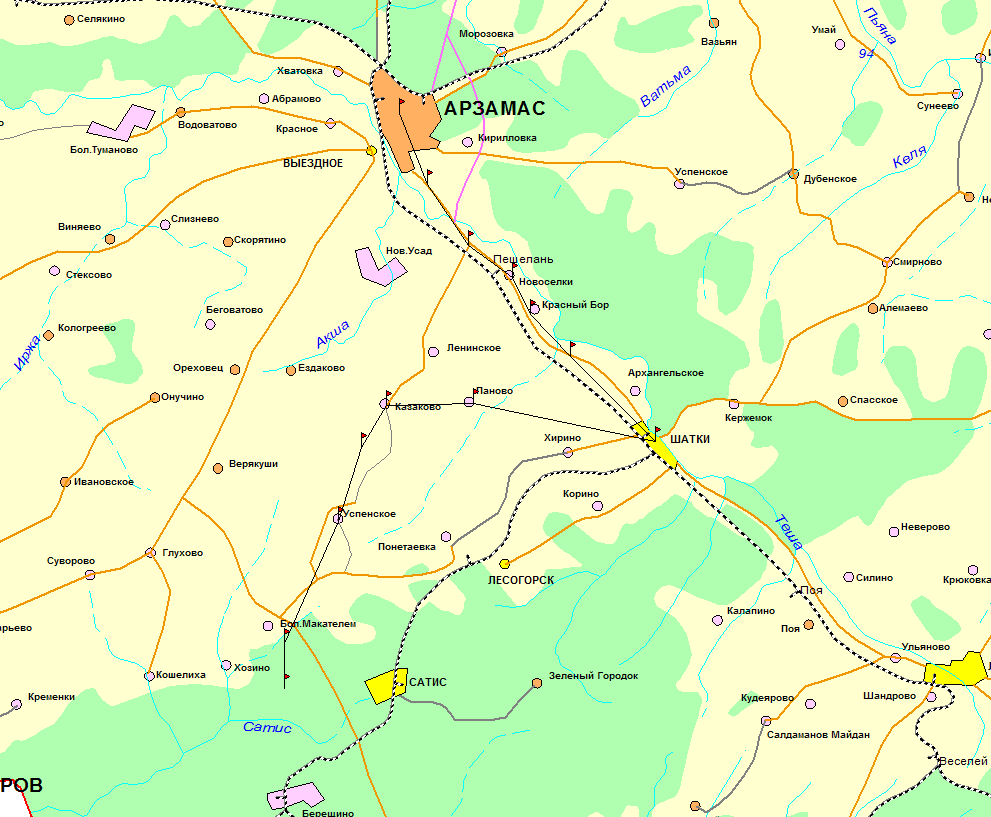 Селякино
Морозовка
Вазьян
Умай
Пьяна
94
Хватовка
Абрамово
Ватьма
Сунеево
Водоватово
Красное
АРЗАМАС
Кирилловка
Бол.Туманово
ВЫЕЗДНОЕ
Келя
Успенское
Дубенское
Слизнево
Виняево
Скорятино
Нов.Усад
Пешелань
Смирново
Стексово
Новоселки
Беговатово
Красный Бор
Алемаево
Кологреево
Акша
Иржа
Ленинское
Ореховец
Ездаково
Архангельское
Онучино
Паново
Казаково
Кержемок
Спасское
Хирино
ШАТКИ
Верякуши
Ивановское
Корино
Успенское
Теша
Неверово
Понетаевка
Суворово
Глухово
ЛЕСОГОРСК
Силино
Крюковка
Поя
Калапино
Бол.Макателем
Поя
арьево
Ульяново
Хозино
Кошелиха
САТИС
Зеленый Городок
Кременки
Кудеярово
Шандрово
Сатис
Салдаманов Майдан
Веселей
РОВ
Берещино